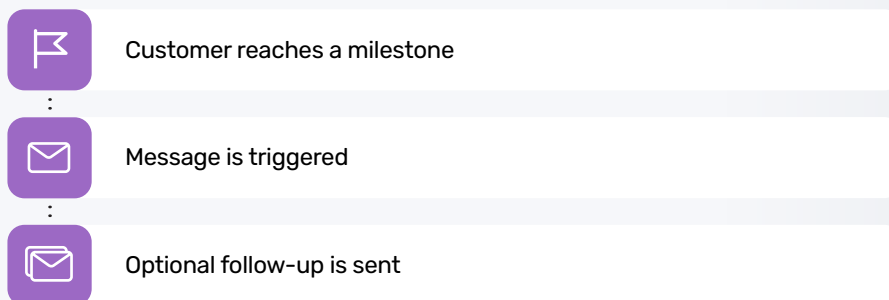 Customer reaches a milestone
Message is triggered
Optional follow-up is sent